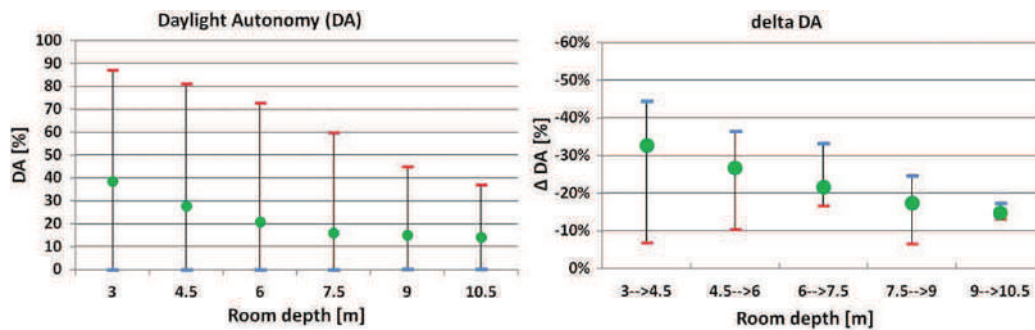 Daylight Autonomy (DA)
100
90
80
70
60
50
40
30
20
10
0
DA [%]
3 4.5 6 7.5 9 10.5
Room depth [m]
delta DA
-60%
-50%
-40%
-30%
-20%
-10%
0%
Δ DA [%]
3-->4.5 4.5-->6 6-->7.5 7.5-->9 9-->10.5
Room depth [m]